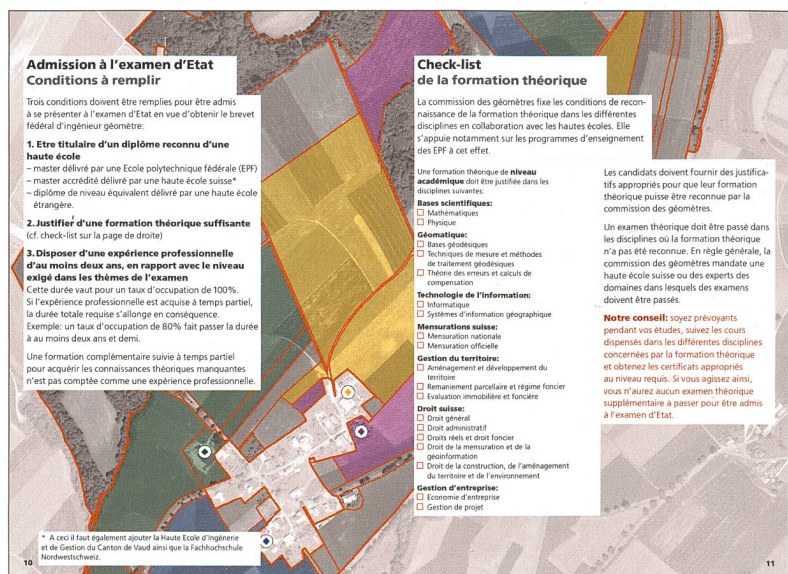 Admission à l'examen d'Etat
Conditions à remplir
Trois conditions doivent être remplies pour être admis
à se présenter à l'examen d'Etat en vue d'obtenir le brevet
fédéral d'ingénieur géomètre:
1. Etre titulaire d'un diplôme reconnu d'une
haute école
– master délivré par une Ecole polytechnique fédérale (EPF)
– master accrédité délivré par une haute école suisse*
– diplôme de niveau équivalent délivré par une haute école
étrangère.
2. Justifier d'une formation théorique suffisante
(cf. check-list sur la page de droite)
3. Disposer d'une expérience professionnelle
d'au moins deux ans, en rapport avec le niveau
exigé dans les thèmes de l'examen
Cette durée vaut pour un taux d'occupation de 100%.
Si l'expérience professionnelle est acquise à temps partiel,
la durée totale requise s'allonge en conséquence.
Exemple: un taux d'occupation de 80% fait passer la durée
à au moins deux ans et demi.
Une formation complémentaire suivie à temps partiel
pour acquérir les connaissances théoriques manquantes
n'est pas comptée comme une expérience professionnelle.
* A ceci il faut également ajouter la Haute Ecole d'Ingénerie
et de Gestion du Canton de Vaud ainsi que la Fachhochschule
Nordwestschweiz.
10
Check-list
de la formation théorique
La commission des géomètres fixe les conditions de recon-
naissance de la formation théorique dans les différentes
disciplines en collaboration avec les hautes écoles. Elle
s'appuie notamment sur les programmes d'enseignement
des EPF à cet effet.
Une formation théorique de niveau
académique doit être justifiée dans les
disciplines suivantes:
Bases scientifiques:
Mathématiques
Physique
Géomatique:
Bases géodésiques
Techniques de mesure et méthodes
de traitement géodésiques
Théorie des erreurs et calculs de
compensation
Technologie de l'information:
Informatique
Systèmes d'information géographique
Mensurations suisse:
Mensuration nationale
Mensuration officielle
Gestion du territoire:
Aménagement et développement du
territoire
Remaniement parcellaire et régime foncier
Evaluation immobilière et foncière
Droit suisse:
Droit général
Droit administratif
Droits réels et droit foncier
Droit de la mensuration et de la
géoinformation
Droit de la construction, de l'aménagement
du territoire et de l'environnement
Gestion d'entreprise:
Economie d'entreprise
Gestion de projet
Les candidats doivent fournir des justifica-
tifs appropriés pour que leur formation
théorique puisse être reconnue par la
commission des géomètres.
Un examen théorique doit être passé dans
les disciplines où la formation théorique
n'a pas été reconnue. En règle générale, la
commission des géomètres mandate une
haute école suisse ou des experts des
domaines dans lesquels des examens
doivent être passés.
Notre conseil: soyez prévoyants
pendant vos études, suivez les cours
dispensés dans les différentes disciplines
concernées par la formation théorique
et obtenez les certificats appropriés
au niveau requis. Si vous agissez ainsi,
vous n'aurez aucun examen théorique
supplémentaire à passer pour être admis
à l'examen d'Etat.
11